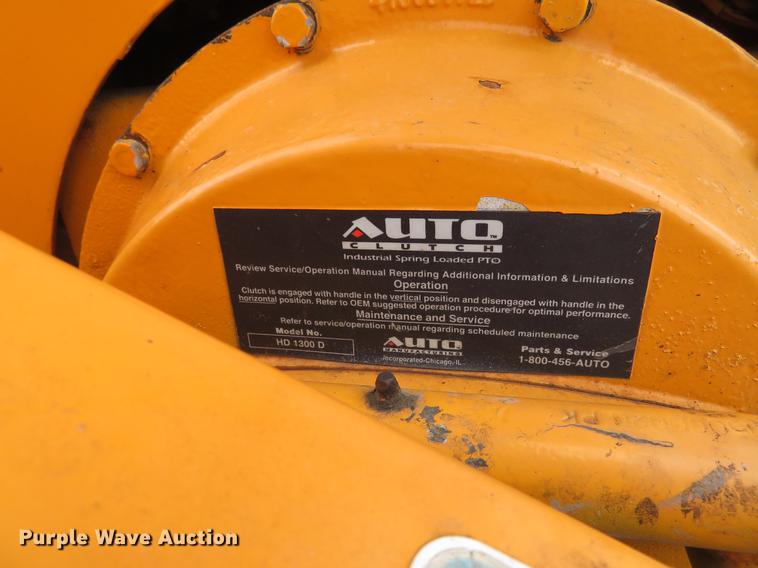 AUTO™
CLUTCH
Industrial Spring Loaded PTO
Review Service/Operation Manual Regarding Additional Information & Limitations
Operation
Clutch is engaged with handle in the vertical position and disengaged with handle in the
horizontal position. Refer to OEM suggested operation procedure for optimal performance.
Maintenance and Service
Refer to service/operation manual regarding scheduled maintenance
Model No.
HD 1300 D
AUTO
MANUFACTURING
Incorporated-Chicago, IL
Parts & Service
1-800-456-AUTO
Purple Wave Auction